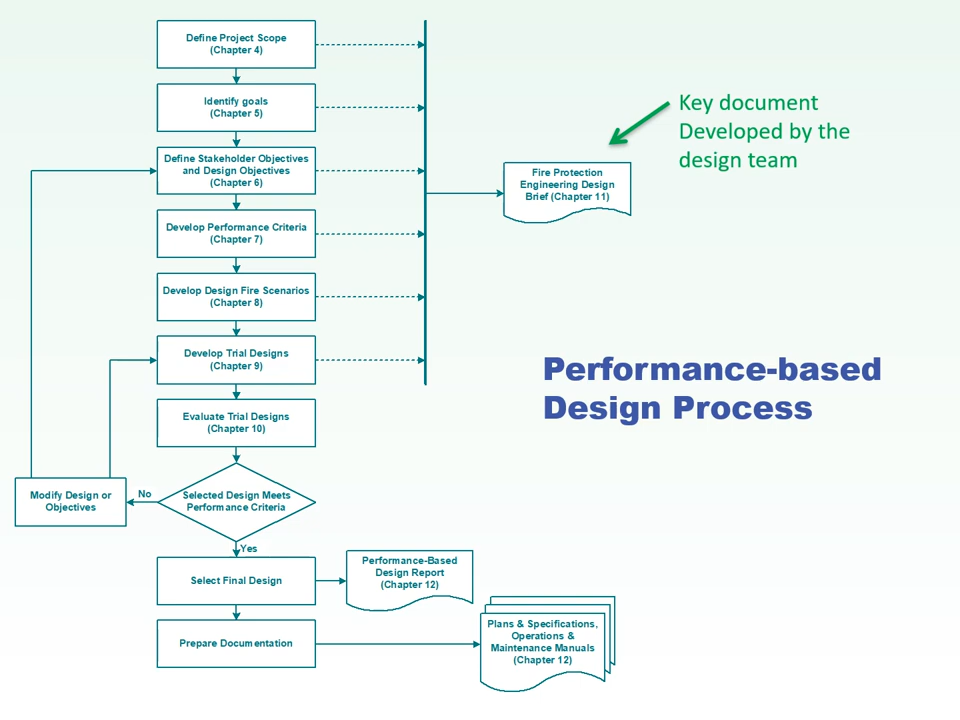 Define Project Scope
(Chapter 4)
Identify goals
(Chapter 5)
Define Stakeholder Objectives
and Design Objectives
(Chapter 6)
Develop Performance Criteria
(Chapter 7)
Develop Design Fire Scenarios
(Chapter 8)
Develop Trial Designs
(Chapter 9)
Evaluate Trial Designs
(Chapter 10)
Selected Design Meets
Performance Criteria
No
Modify Design or
Objectives
Yes
Select Final Design
Prepare Documentation
Performance-Based
Design Report
(Chapter 12)
Plans & Specifications,
Operations &
Maintenance Manuals
(Chapter 12)
Fire Protection
Engineering Design
Brief (Chapter 11)
Key document
Developed by the
design team
Performance-based
Design Process